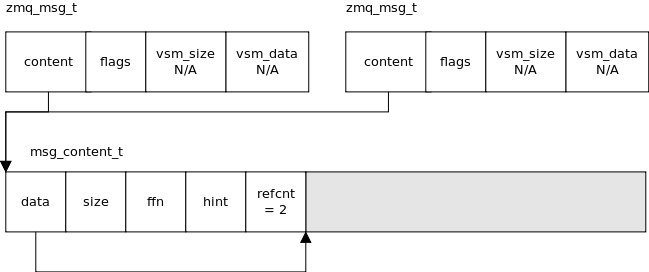 zmq_msg_t
zmq_msg_t
content
flags
vsm_size
N/A
vsm_data
N/A
content
flags
vsm_size
N/A
vsm_data
N/A
msg_content_t
data
size
ffn
hint
refcnt
= 2